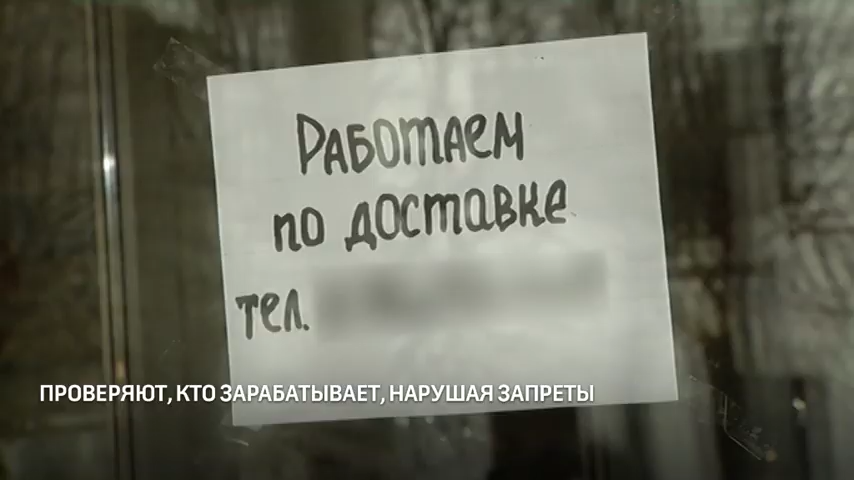 Работаем
по доставке
тел.
ПРОВЕРЯЮТ, КТО ЗАРАБАТЫВАЕТ, НАРУШАЯ ЗАПРЕТЫ